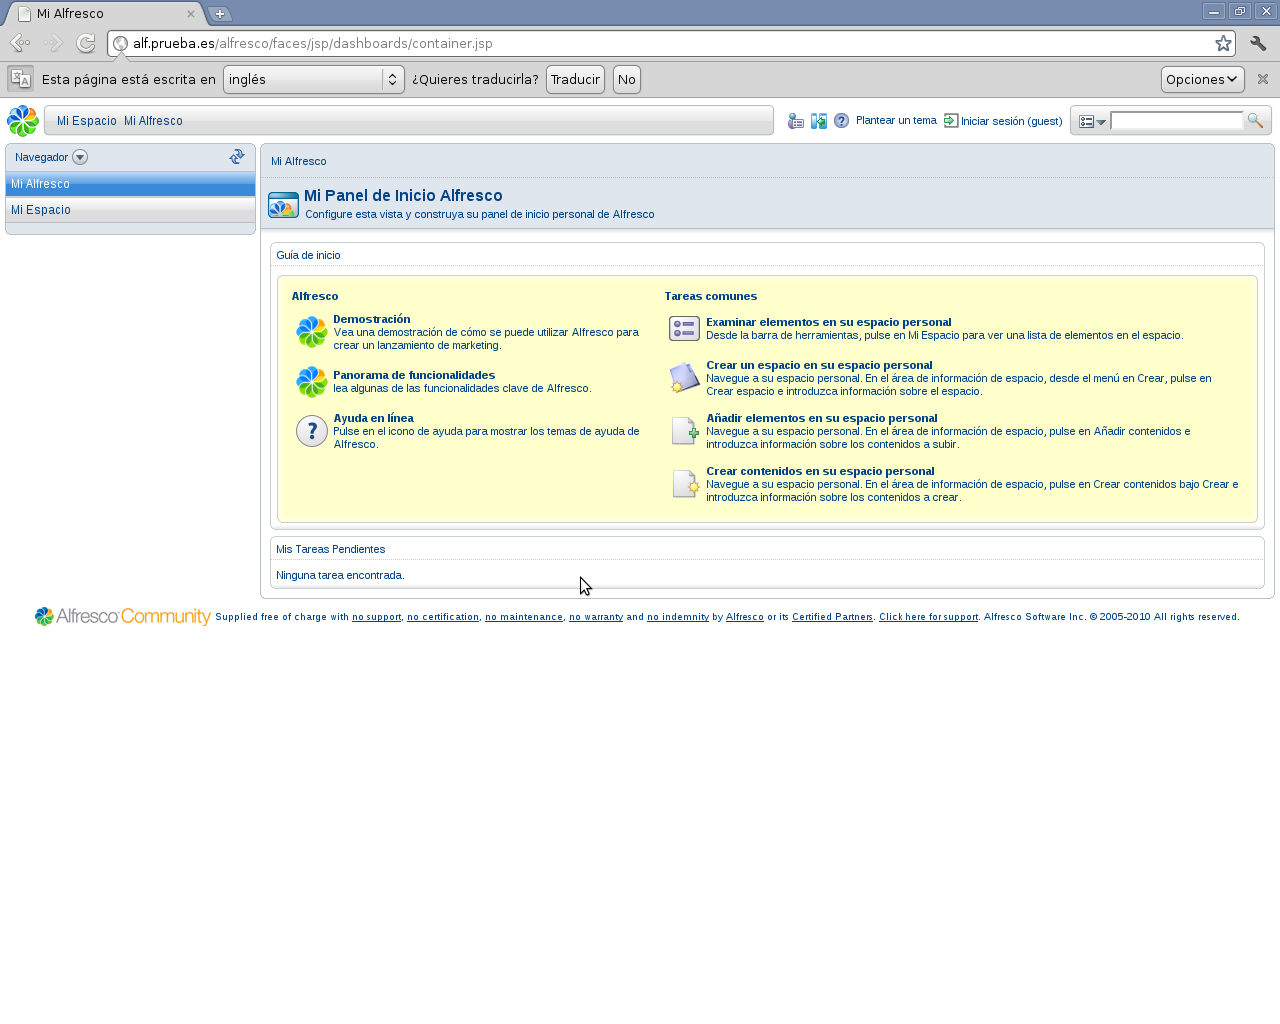 Mi Alfresco
alf.prueba.es/alfresco/faces/jsp/dashboards/container.jsp
Esta página está escrita en inglés ¿Quieres traducirla? Traducir No Opciones
Mi Espacio Mi Alfresco
Plantear un tema Iniciar sesión (guest)
Navegador
Mi Alfresco
Mi Espacio
Mi Alfresco
Mi Panel de Inicio Alfresco
Configure esta vista y construya su panel de inicio personal de Alfresco
Guía de inicio
Alfresco
Demostración
Vea una demostración de cómo se puede utilizar Alfresco para
crear un lanzamiento de marketing.
Panorama de funcionalidades
lea algunas de las funcionalidades clave de Alfresco.
Ayuda en línea
Pulse en el icono de ayuda para mostrar los temas de ayuda de
Alfresco.
Tareas comunes
Examinar elementos en su espacio personal
Desde la barra de herramientas, pulse en Mi Espacio para ver una lista de elementos en el espacio.
Crear un espacio en su espacio personal
Navegue a su espacio personal. En el área de información de espacio, desde el menú en Crear, pulse en
Crear espacio e introduzca información sobre el espacio.
Añadir elementos en su espacio personal
Navegue a su espacio personal. En el área de información de espacio, pulse en Añadir contenidos e
introduzca información sobre los contenidos a subir.
Crear contenidos en su espacio personal
Navegue a su espacio personal. En el área de información de espacio, pulse en Crear contenidos bajo Crear e
introduzca información sobre los contenidos a crear.
Mis Tareas Pendientes
Ninguna tarea encontrada.
Alfresco Community Supplied free of charge with no support, no certification, no maintenance, no warranty and no indemnity by Alfresco or its Certified Partners. Click here for support. Alfresco Software Inc. © 2005-2010 All rights reserved.